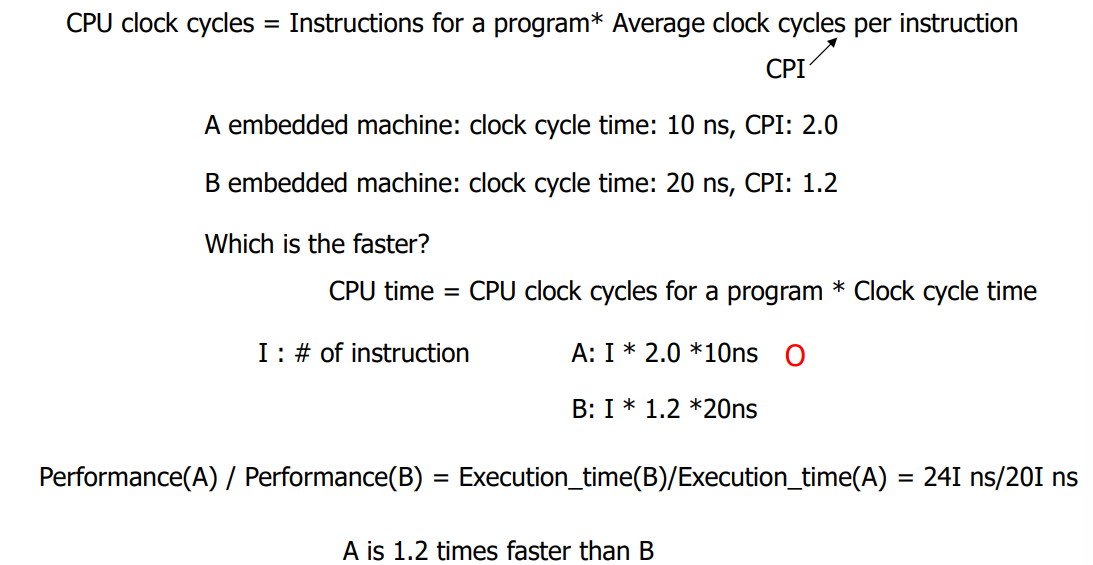 CPU clock cycles = Instructions for a program* Average clock cycles per instruction
CPI
A embedded machine: clock cycle time: 10 ns, CPI: 2.0
B embedded machine: clock cycle time: 20 ns, CPI: 1.2
Which is the faster?
CPU time = CPU clock cycles for a program * Clock cycle time
I : # of instruction A: I * 2.0 *10ns O
B: I * 1.2 *20ns
Performance(A) / Performance(B) = Execution_time(B)/Execution_time(A) = 24I ns/20I ns
A is 1.2 times faster than B